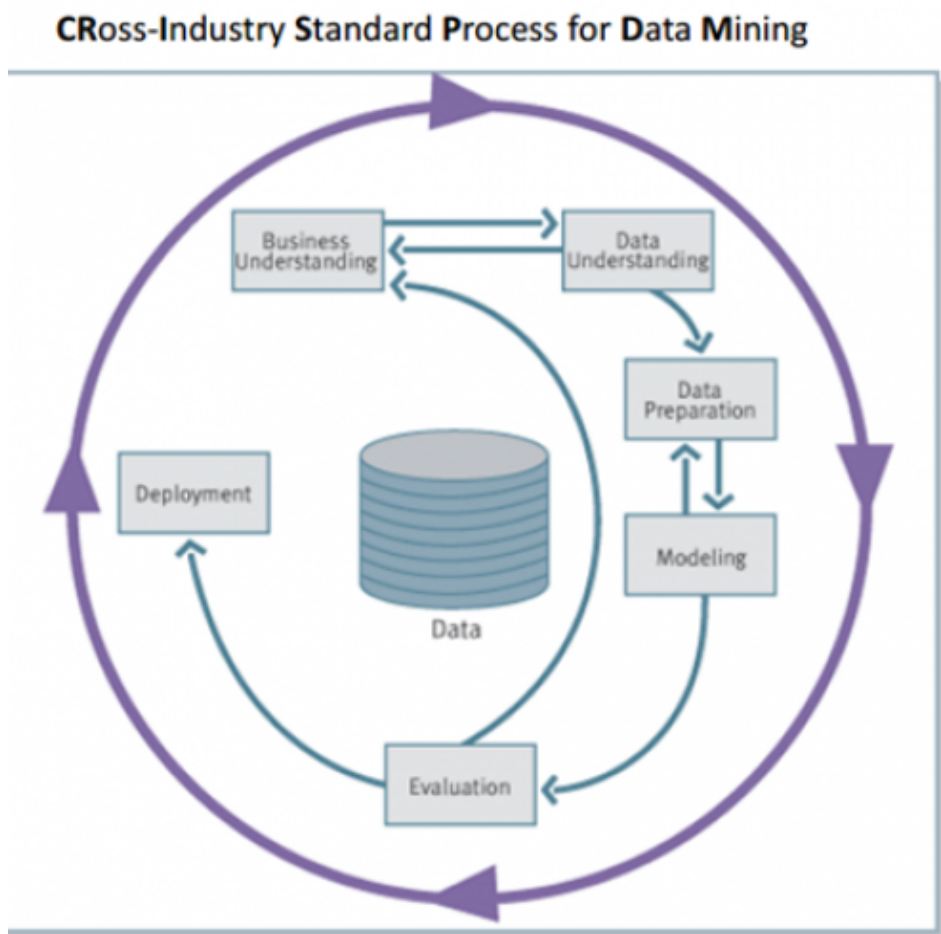 CRoss-Industry Standard Process for Data Mining
Business
Understanding
Data
Understanding
Data
Preparation
Deployment
Modeling
Data
Evaluation